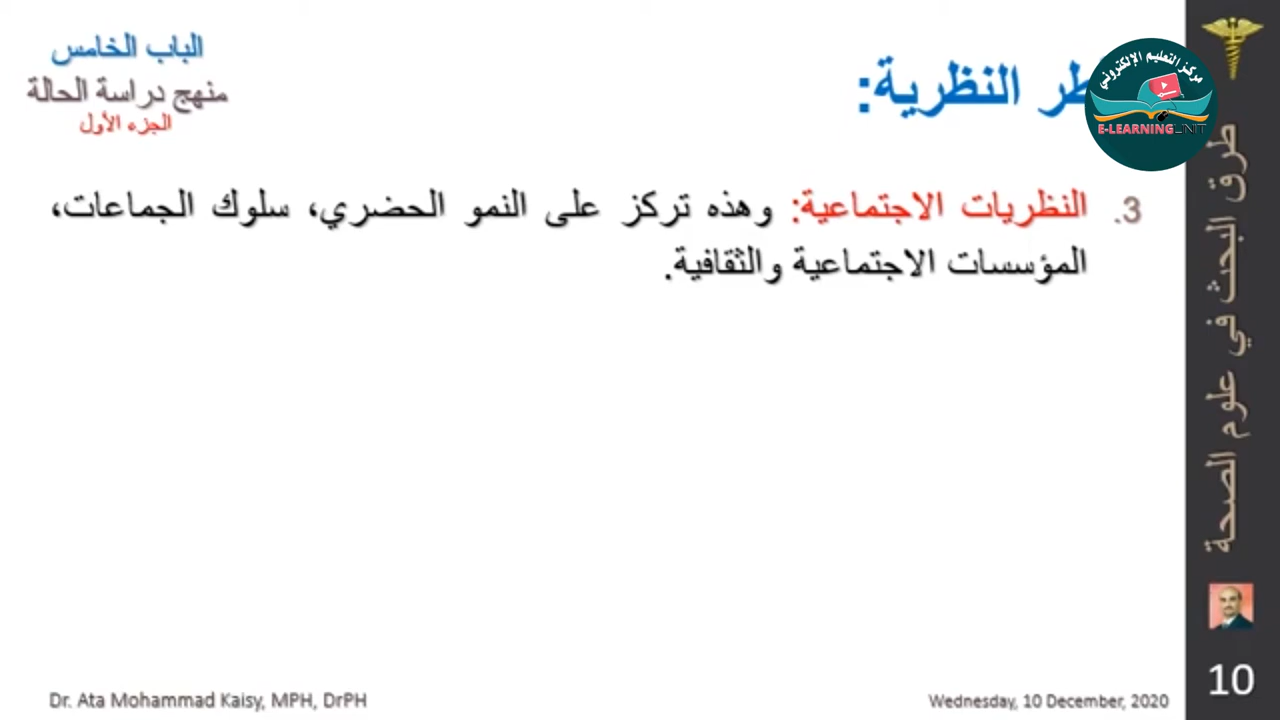 الباب الخامس
منهج دراسة الحالة
الجزء الأول
النظرية:
مركز التعليم الإلكتروني
E-LEARNING UNIT
3. النظريات الاجتماعية: وهذه تركز على النمو الحضري، سلوك الجماعات،
المؤسسات الاجتماعية والثقافية.
طرق البحث في علوم الصحة
10
Dr. Ata Mohammad Kaisy, MPH, DrPH
Wednesday, 10 December, 2020